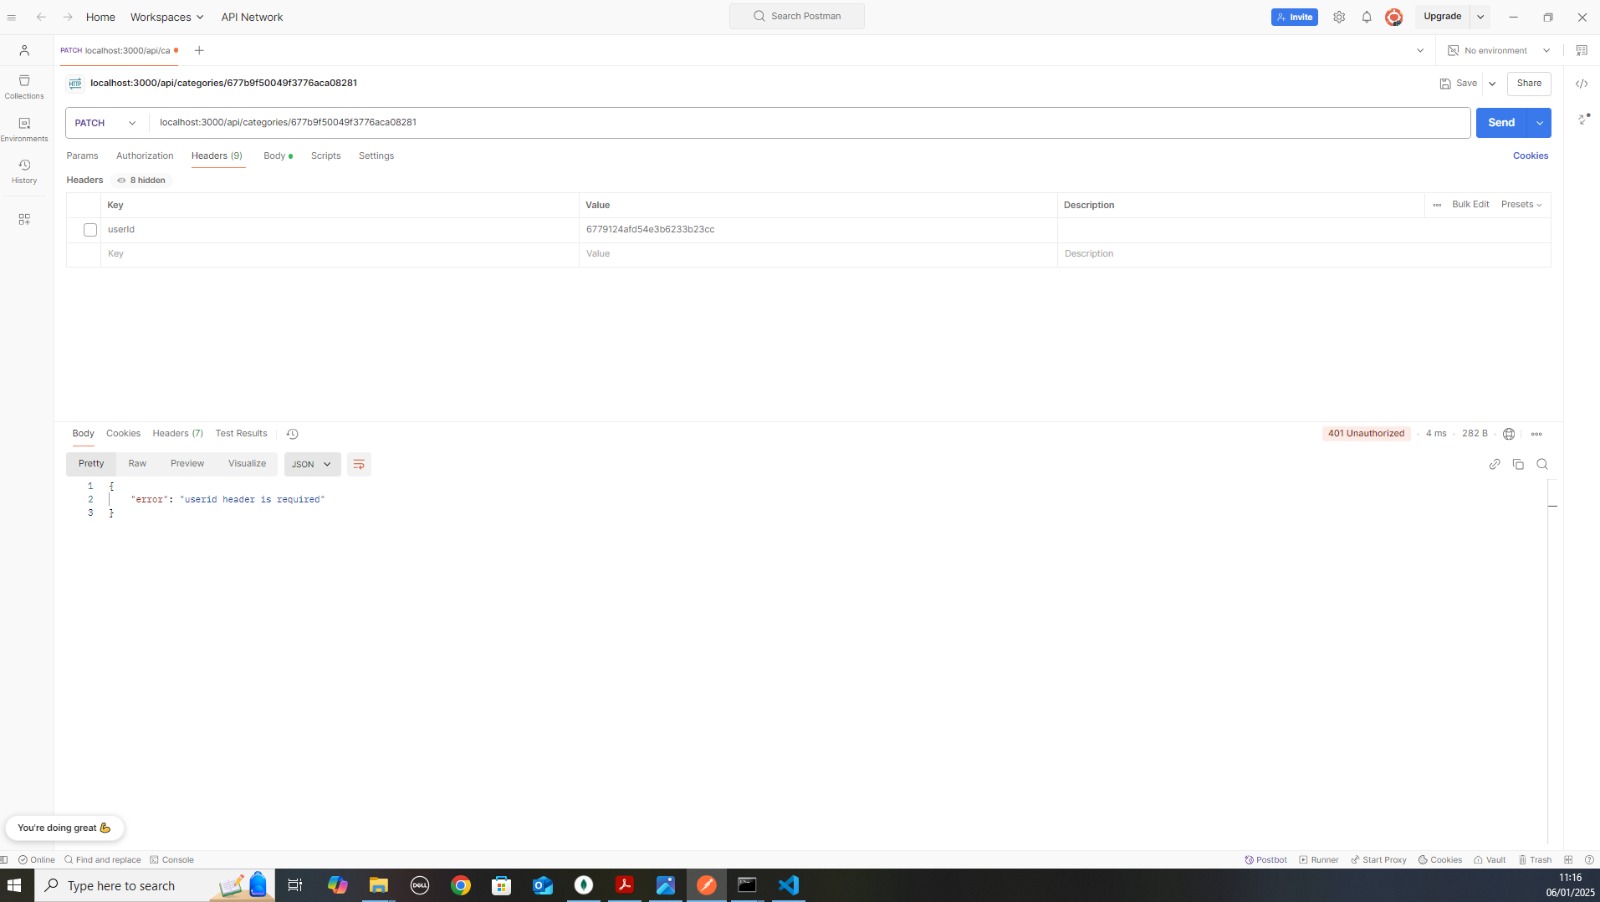 Home Workspaces API Network Search Postman Invite Upgrade
PATCH localhost:3000/api/ca No environment
Collections
Environments
History
HTTP localhost:3000/api/categories/677b9f50049f3776aca08281 Save Share
PATCH localhost:3000/api/categories/677b9f50049f3776aca08281 Send
Params Authorization Headers (9) Body Scripts Settings Cookies
Headers 8 hidden
Key Value Description Bulk Edit Presets
userId 6779124afd54e3b6233b23cc
Key Value Description
Body Cookies Headers (7) Test Results 401 Unauthorized 4 ms 282 B
Pretty Raw Preview Visualize JSON
1 {
2 "error": "userid header is required"
3 }
You're doing great 💪
Online Find and replace Console Postbot Runner Start Proxy Cookies Vault Trash
Type here to search DELL 11:16
06/01/2025